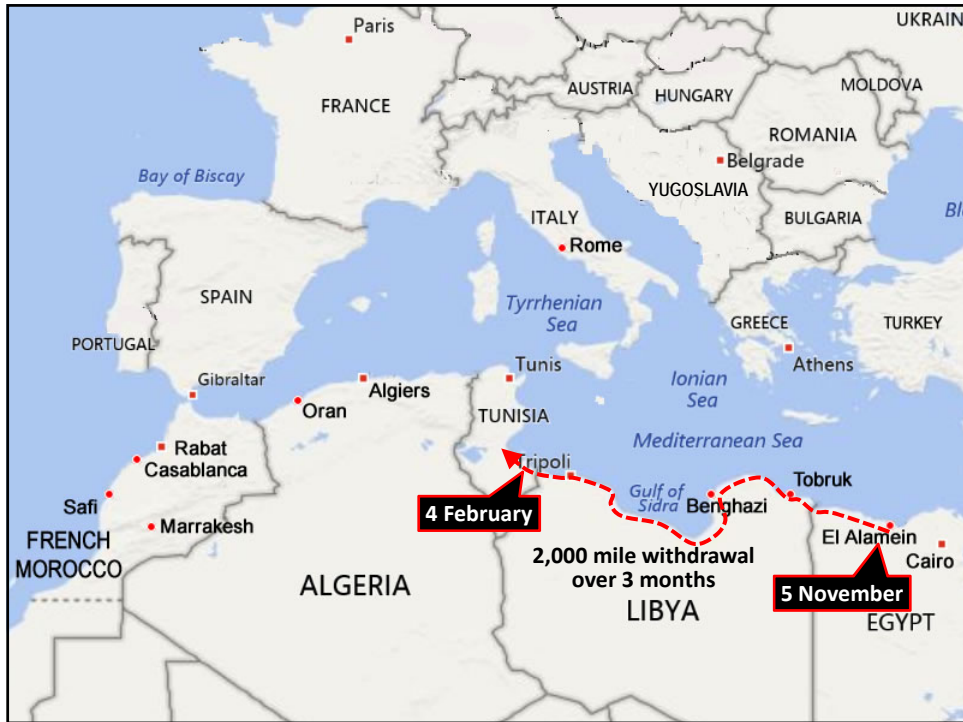 Paris
UKRAIN
FRANCE
AUSTRIA
HUNGARY
MOLDOVA
ROMANIA
Bay of Biscay
Belgrade
YUGOSLAVIA
ITALY
Rome
BULGARIA
Bl
SPAIN
PORTUGAL
Tyrrhenian
Sea
GREECE
TURKEY
Athens
Gibraltar
Algiers
Oran
Tunis
TUNISIA
Ionian
Sea
Mediterranean Sea
Rabat
Casablanca
Safi
Marrakesh
FRENCH
MOROCCO
Tripoli
4 February
Gulf of
Sidra
Benghazi
Tobruk
El Alamein
Cairo
2,000 mile withdrawal
over 3 months
5 November
ALGERIA
LIBYA
EGYPT